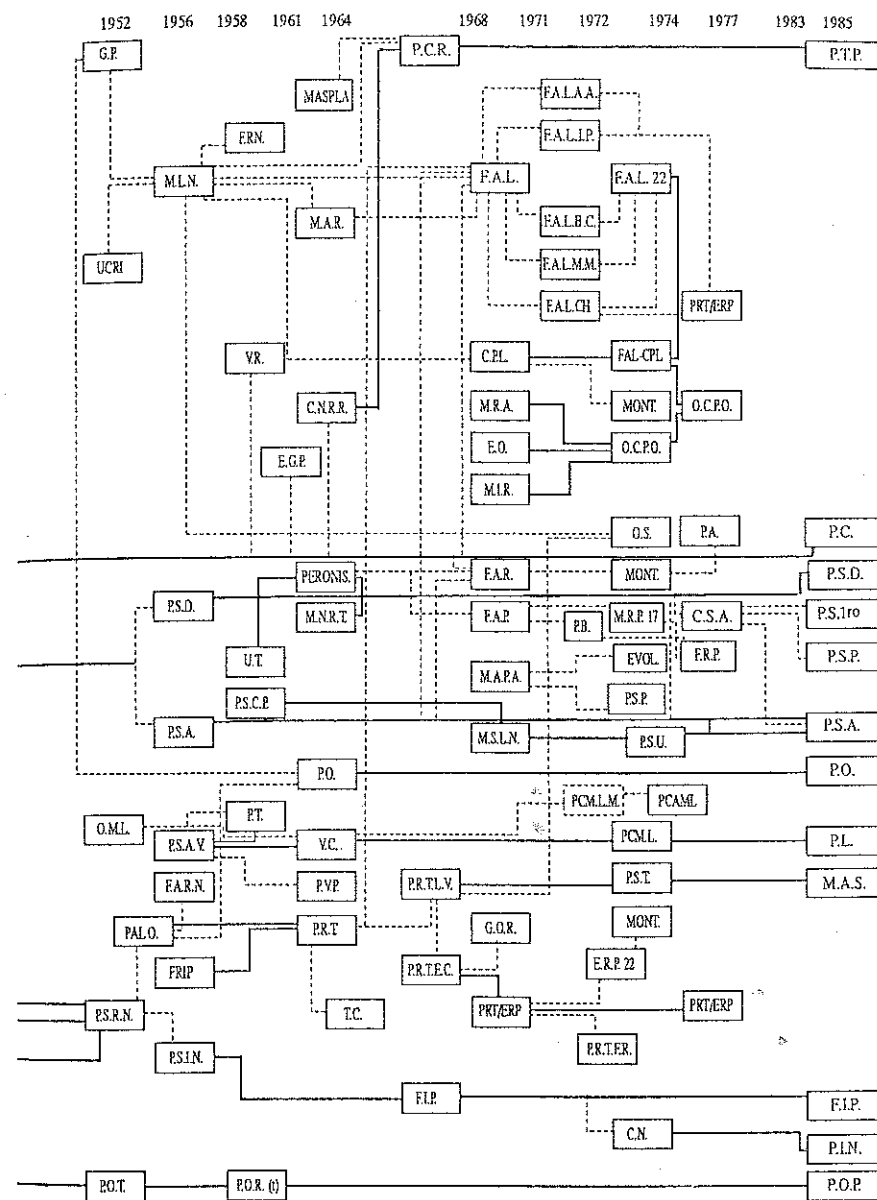 1952 1956 1958 1961 1964 1968 1971 1972 1974 1977 1983 1985
G.P. P.C.R. P.T.P.
MASPLA F.A.L.A.A.
F.R.N. F.A.L.I.P.
M.L.N. F.A.L. F.A.L. 22
M.A.R. F.A.L.B.C.
UCRI F.A.L.M.M.
F.A.L.CH PRT/ERP
V.R. C.P.L. FAL-CPL
C.N.R.R. M.R.A. MONT. O.C.P.O.
E.G.P. E.O. O.C.P.O.
M.I.R.
O.S. P.A. P.C.
PERONIS. F.A.R. MONT. P.S.D.
P.S.D. M.N.R.T. F.A.P. P.B. M.R.P. 17 C.S.A. P.S.1ro
U.T. M.A.P.A. EVOL. F.R.P. P.S.P.
P.S.C.P. P.S.P.
P.S.A. M.S.L.N. P.S.U. P.S.A.
P.O. P.O.
O.M.L. P.T. PCM.L.M. PCAML
P.S.A.V. V.C. PCM.L. P.L.
F.A.R.N. P.V.P. P.R.T.L.V. P.S.T. M.A.S.
PAL O. P.R.T G.O.R. MONT.
FRIP P.R.T.E.C. E.R.P. 22
P.S.R.N. T.C. PRT/ERP PRT/ERP
P.S.I.N. P.R.T.F.R.
F.I.P. F.I.P.
C.N. P.I.N.
P.O.T. P.O.R. (t) P.O.P.